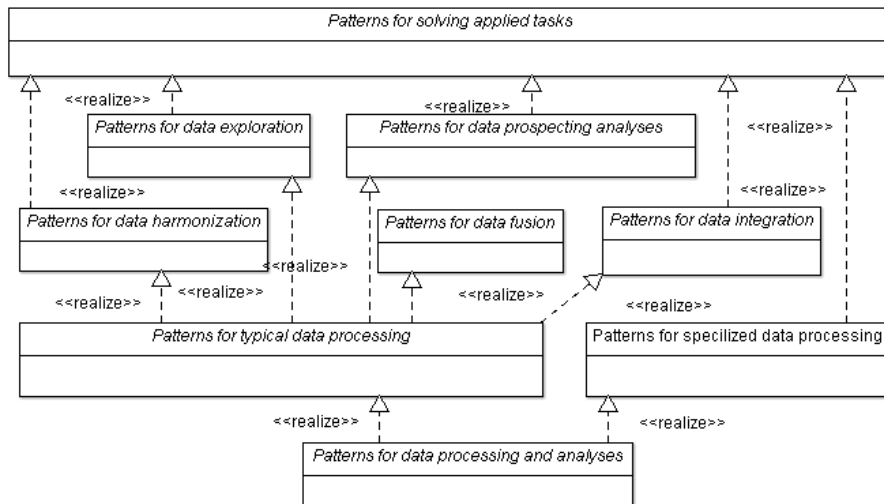 Patterns for solving applied tasks
<<realize>>
<<realize>>
<<realize>>
Patterns for data exploration
Patterns for data prospecting analyses
<<realize>>
<<realize>>
Patterns for data harmonization
Patterns for data fusion
Patterns for data integration
<<realize>>
<<realize>>
<<realize>>
<<realize>>
<<realize>>
Patterns for typical data processing
Patterns for specilized data processing
<<realize>>
<<realize>>
Patterns for data processing and analyses